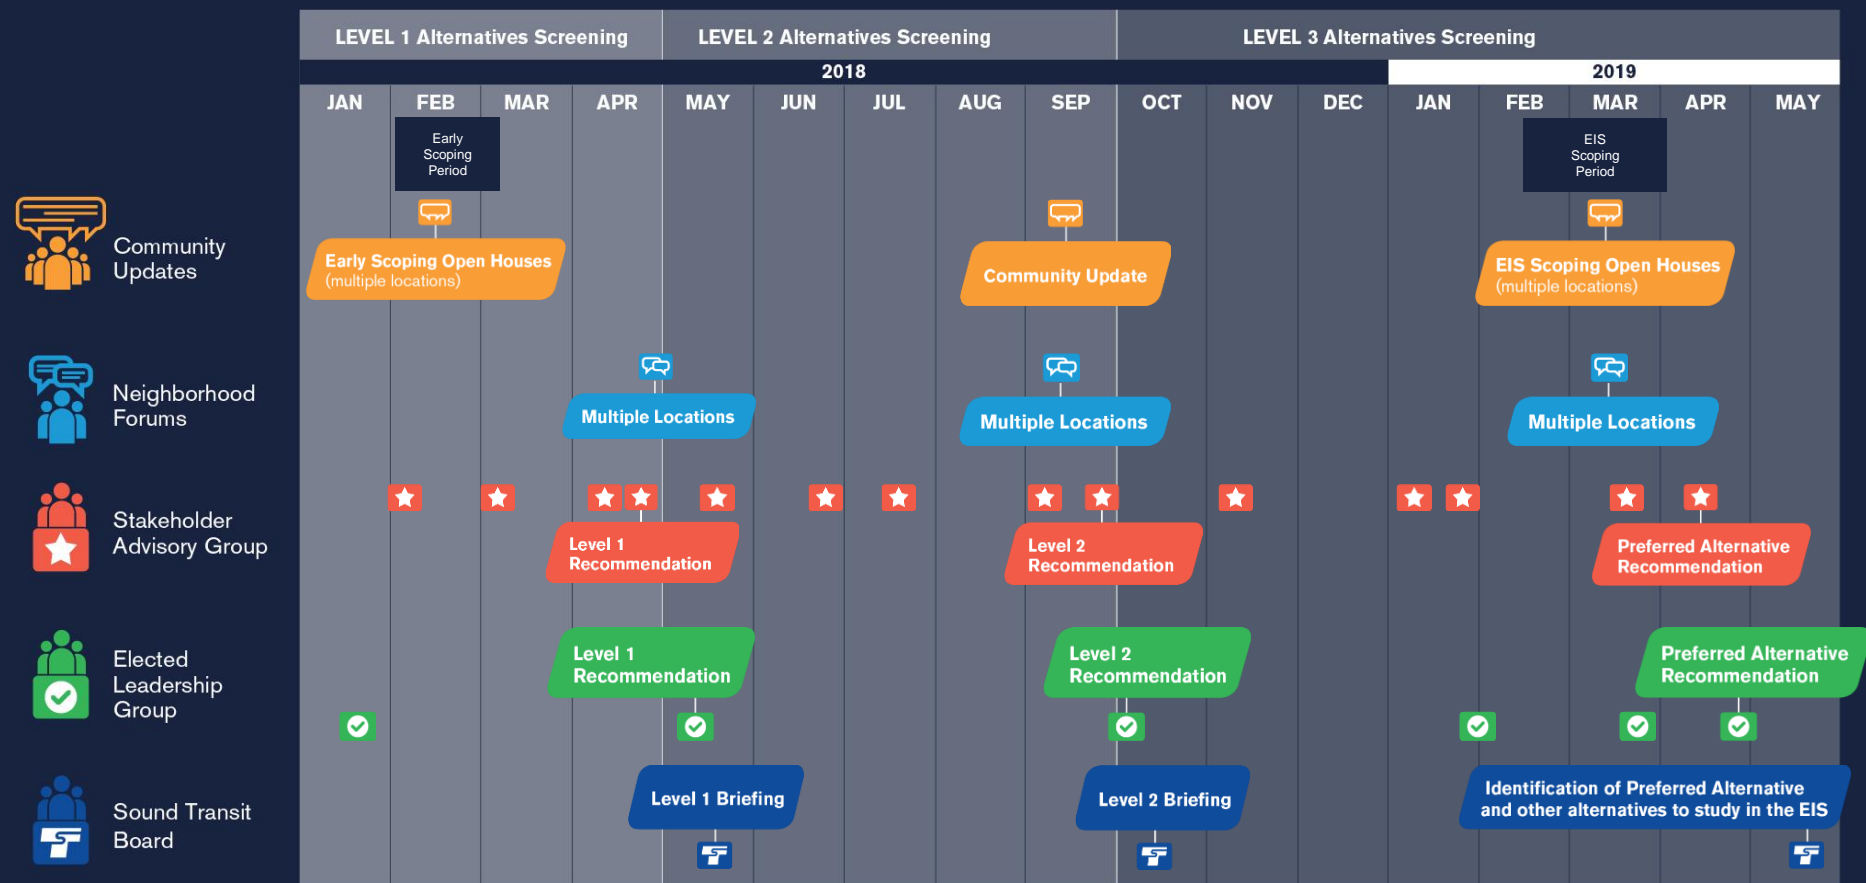 LEVEL 1 Alternatives Screening
LEVEL 2 Alternatives Screening
LEVEL 3 Alternatives Screening
2018
2019
JAN
FEB
MAR
APR
MAY
JUN
JUL
AUG
SEP
OCT
NOV
DEC
JAN
FEB
MAR
APR
MAY
Early
Scoping
Period
EIS
Scoping
Period
Community
Updates
Early Scoping Open Houses
(multiple locations)
Community Update
EIS Scoping Open Houses
(multiple locations)
Neighborhood
Forums
Multiple Locations
Multiple Locations
Multiple Locations
Stakeholder
Advisory Group
Level 1
Recommendation
Level 2
Recommendation
Preferred Alternative
Recommendation
Elected
Leadership
Group
Level 1
Recommendation
Level 2
Recommendation
Preferred Alternative
Recommendation
Sound Transit
Board
Level 1 Briefing
Level 2 Briefing
Identification of Preferred Alternative
and other alternatives to study in the EIS